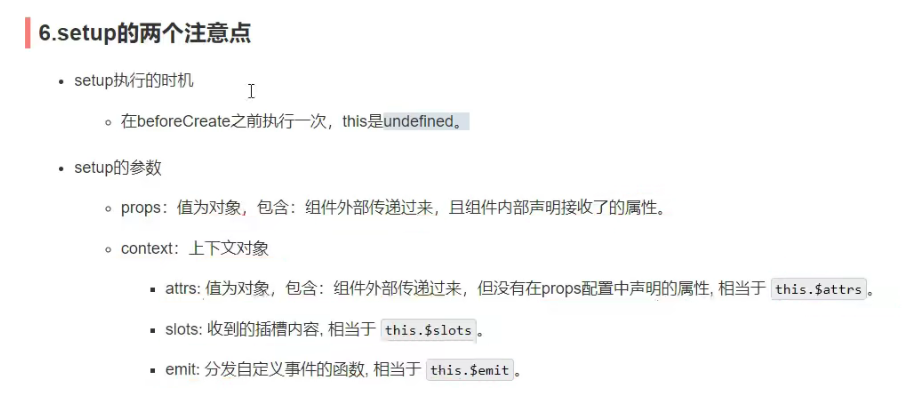 6.setup的两个注意点
setup执行的时机
在beforeCreate之前执行一次，this是undefined。
setup的参数
props：值为对象，包含：组件外部传递过来，且组件内部声明接收了的属性。
context：上下文对象
attrs: 值为对象，包含：组件外部传递过来，但没有在props配置中声明的属性, 相当于 this.$attrs。
slots: 收到的插槽内容, 相当于 this.$slots。
emit: 分发自定义事件的函数, 相当于 this.$emit。